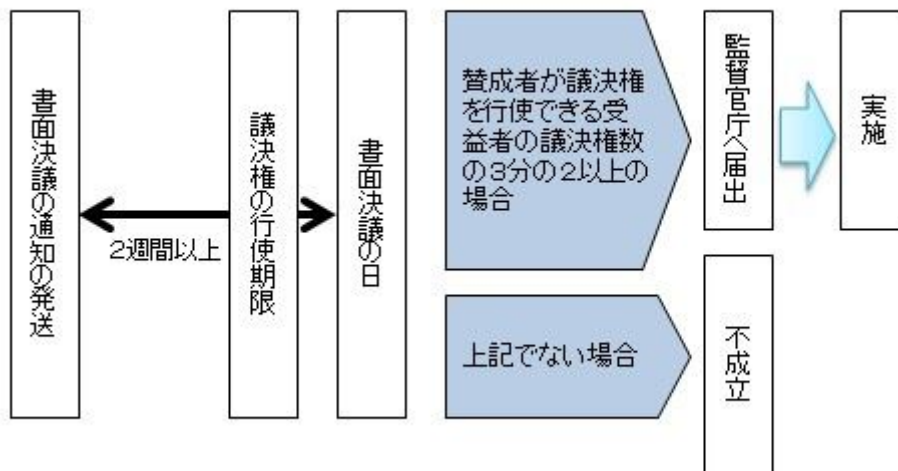 書面決議の通知の発送
2週間以上
議決権の行使期限
書面決議の日
賛成者が議決権
を行使できる受
益者の議決権数
の3分の2以上の
場合
監督官庁へ届出
実施
上記でない場合
不成立